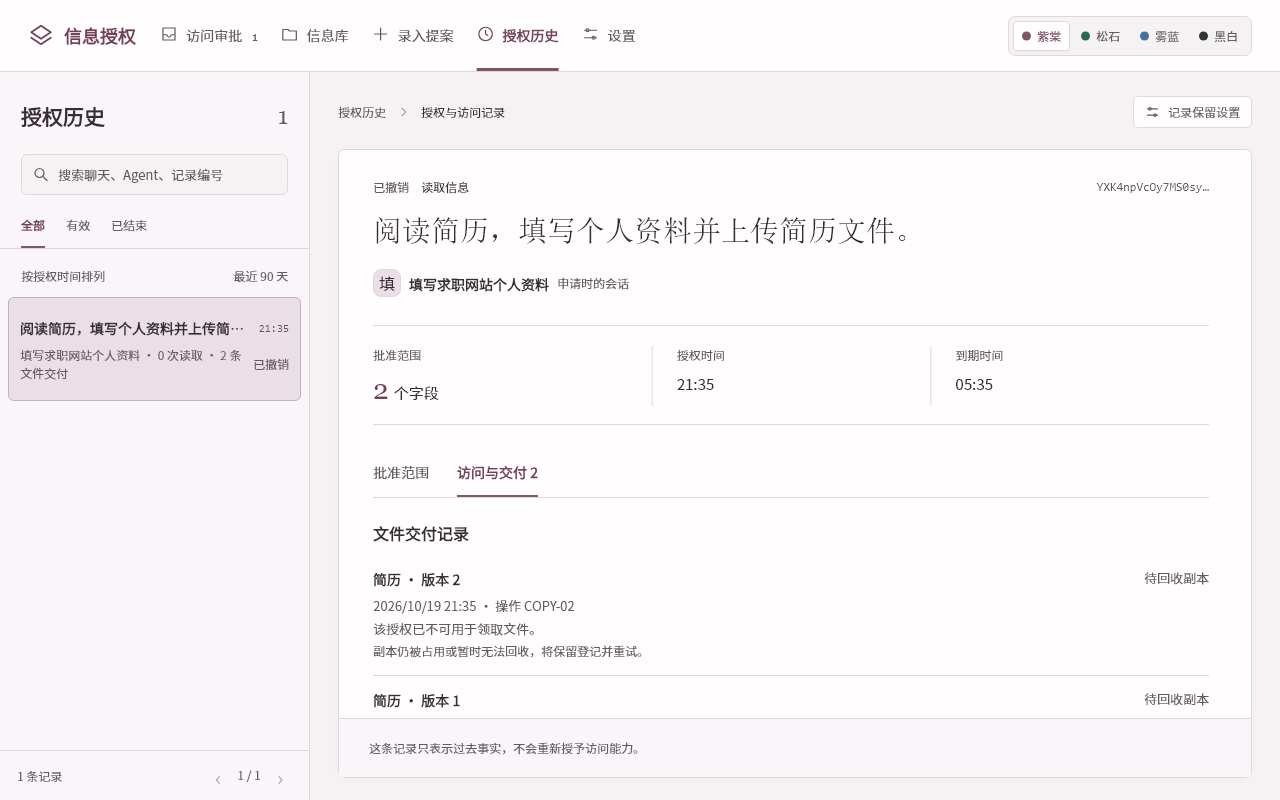 信息授权
访问审批 1
信息库
录入提案
授权历史
设置
紫棠
松石
雾蓝
黑白
授权历史
1
搜索聊天、Agent、记录编号
全部
有效
已结束
按授权时间排列
最近 90 天
阅读简历，填写个人资料并上传简…
21:35
填写求职网站个人资料 · 0 次读取 · 2 条
文件交付
已撤销
1 条记录
‹ 1 / 1 ›
授权历史 > 授权与访问记录
记录保留设置
已撤销 读取信息
YXK4npVcOy7MS0sy…
阅读简历，填写个人资料并上传简历文件。
填 填写求职网站个人资料 申请时的会话
批准范围
2 个字段
授权时间
21:35
到期时间
05:35
批准范围
访问与交付 2
文件交付记录
简历 · 版本 2
待回收副本
2026/10/19 21:35 · 操作 COPY-02
该授权已不可用于领取文件。
副本仍被占用或暂时无法回收，将保留登记并重试。
简历 · 版本 1
待回收副本
这条记录只表示过去事实，不会重新授予访问能力。